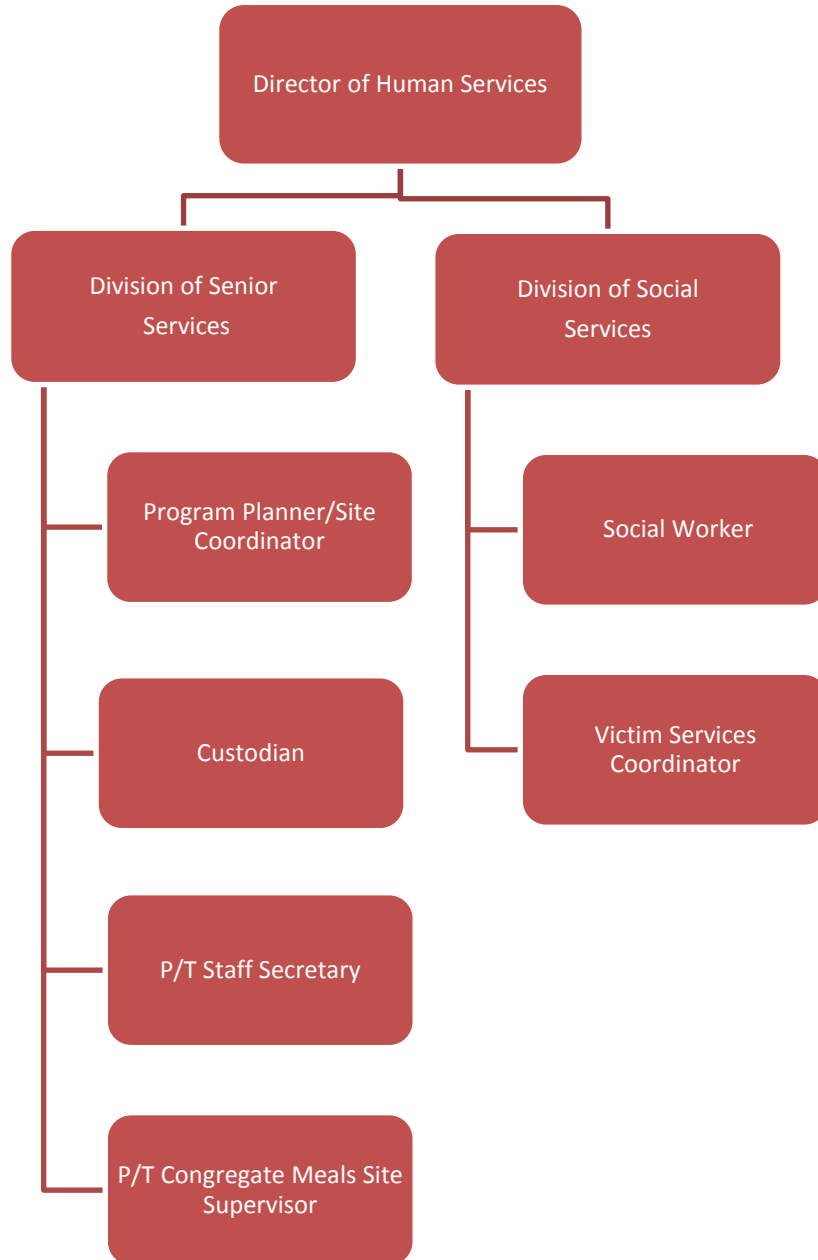 Director of Human Services
Division of Senior
Services
Division of Social
Services
Program Planner/Site
Coordinator
Social Worker
Custodian
Victim Services
Coordinator
P/T Staff Secretary
P/T Congregate Meals Site
Supervisor